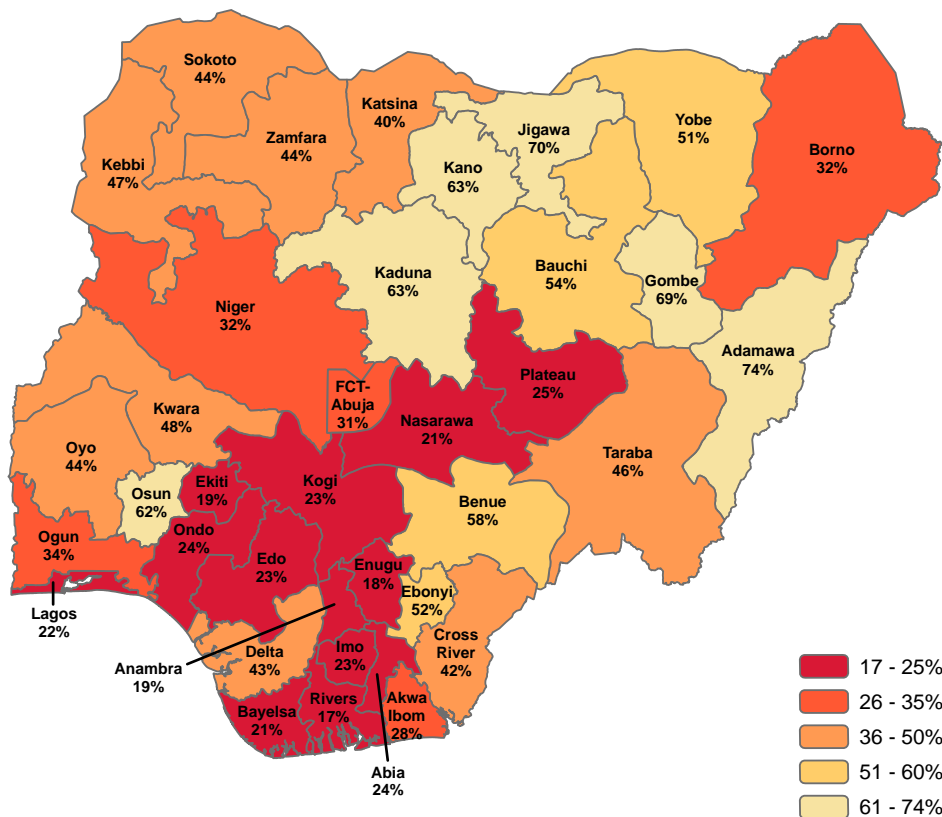 Sokoto
44%
Katsina
40%
Zamfara
44%
Kebbi
47%
Jigawa
70%
Kano
63%
Yobe
51%
Borno
32%
Kaduna
63%
Bauchi
54%
Gombe
69%
Niger
32%
Adamawa
74%
Plateau
25%
FCT-
Abuja
31%
Nasarawa
21%
Kwara
48%
Oyo
44%
Taraba
46%
Osun
62%
Ekiti
19%
Kogi
23%
Benue
58%
Ogun
34%
Ondo
24%
Edo
23%
Enugu
18%
Ebonyi
52%
Lagos
22%
Anambra
19%
Delta
43%
Imo
23%
Cross
River
42%
Bayelsa
21%
Rivers
17%
Akwa
Ibom
28%
Abia
24%
17 - 25%
26 - 35%
36 - 50%
51 - 60%
61 - 74%